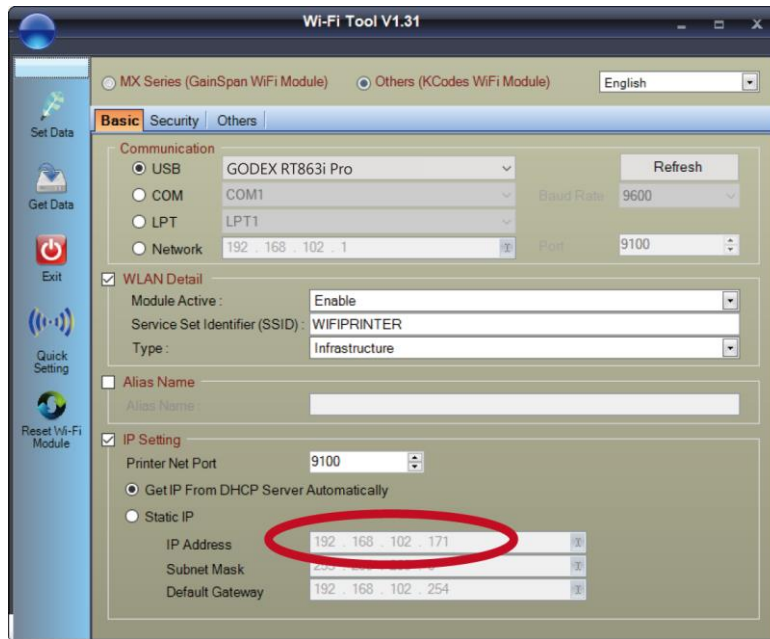 Wi-Fi Tool V1.31
MX Series (GainSpan WiFi Module) Others (KCodes WiFi Module) English
Set Data
Get Data
Exit
Quick Setting
Reset Wi-Fi Module
Basic Security Others
Communication
USB GODEX RT863i Pro Refresh
COM COM1 Baud Rate 9600
LPT LPT1
Network 192 . 168 . 102 . 1 Port 9100
WLAN Detail
Module Active : Enable
Service Set Identifier (SSID) : WIFIPRINTER
Type : Infrastructure
Alias Name
Alias Name :
IP Setting
Printer Net Port 9100
Get IP From DHCP Server Automatically
Static IP
IP Address 192 . 168 . 102 . 171
Subnet Mask
Default Gateway 192 . 168 . 102 . 254